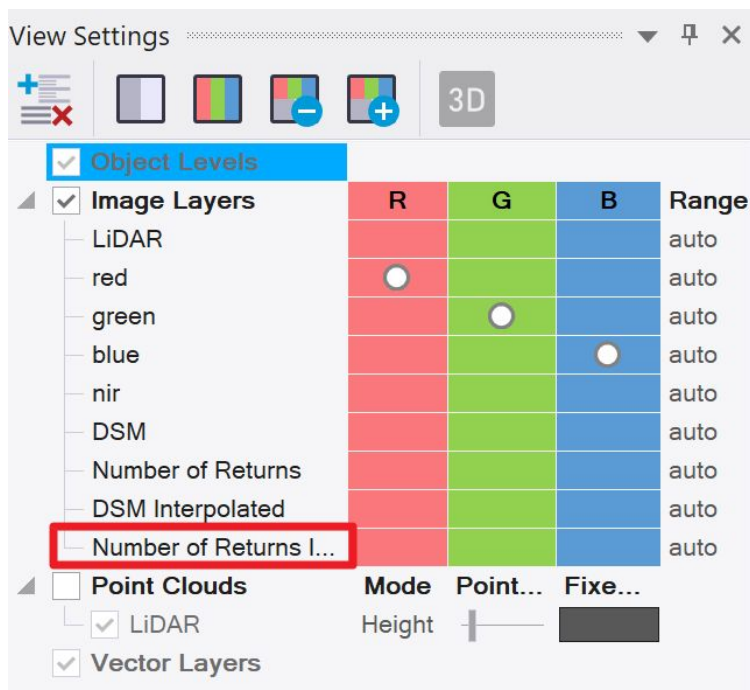 View Settings
3D
Object Levels
Image Layers R G B Range
LiDAR auto
red auto
green auto
blue auto
nir auto
DSM auto
Number of Returns auto
DSM Interpolated auto
Number of Returns I... auto
Point Clouds Mode Point... Fixe...
LiDAR Height
Vector Layers